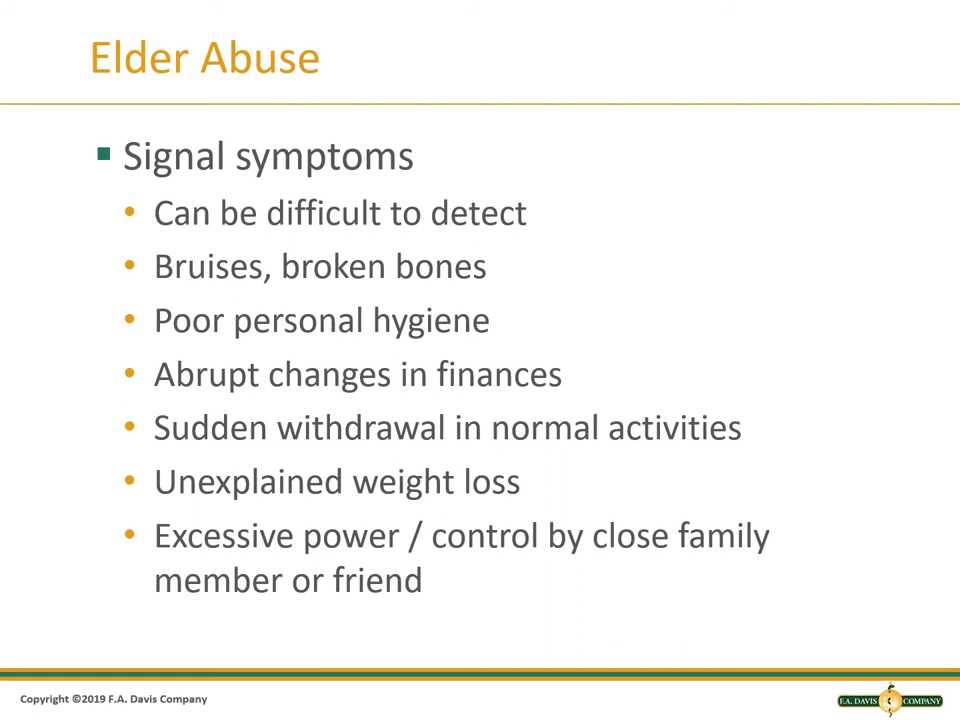 Elder Abuse
▪ Signal symptoms
• Can be difficult to detect
• Bruises, broken bones
• Poor personal hygiene
• Abrupt changes in finances
• Sudden withdrawal in normal activities
• Unexplained weight loss
• Excessive power / control by close family
member or friend
Copyright ©2019 F.A. Davis Company
F.A. DAVIS COMPANY